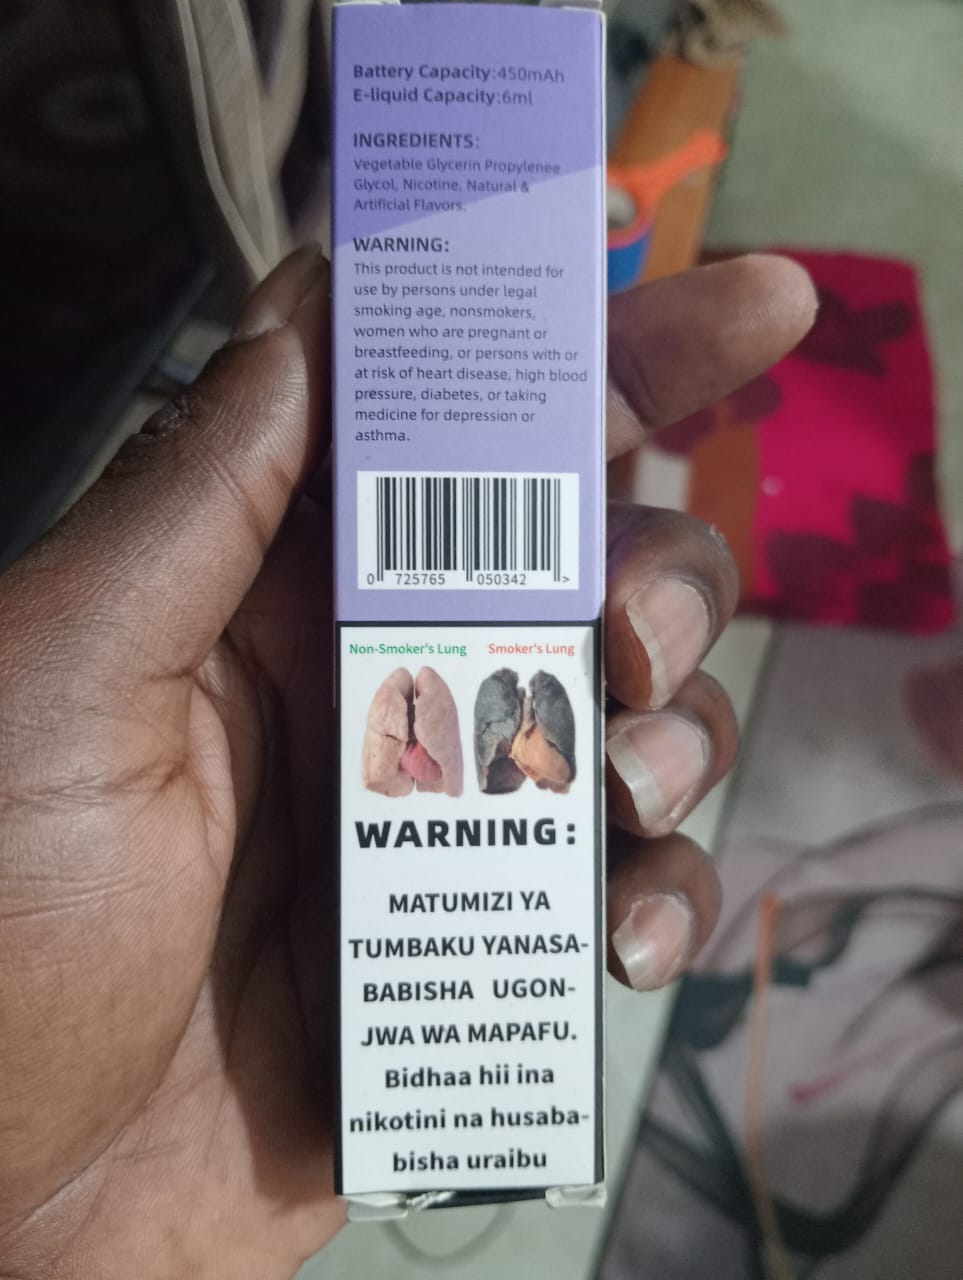 Battery Capacity:450mAh
E-liquid Capacity:6ml
INGREDIENTS:
Vegetable Glycerin Propylenee
Glycol, Nicotine, Natural &
Artificial Flavors.
WARNING:
This product is not intended for
use by persons under legal
smoking age, nonsmokers,
women who are pregnant or
breastfeeding, or persons with or
at risk of heart disease, high blood
pressure, diabetes, or taking
medicine for depression or
asthma.
0 725765 050342 >
Non-Smoker's Lung Smoker's Lung
WARNING:
MATUMIZI YA
TUMBAKU YANASA-
BABISHA UGON-
JWA WA MAPAFU.
Bidhaa hii ina
nikotini na husaba-
bisha uraibu